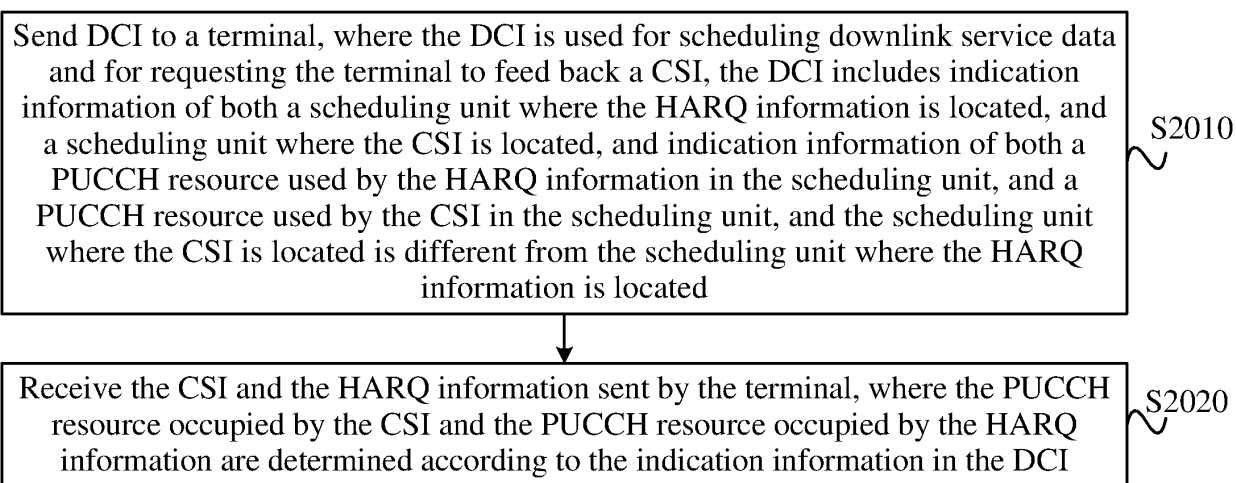 Send DCI to a terminal, where the DCI is used for scheduling downlink service data
and for requesting the terminal to feed back a CSI, the DCI includes indication
information of both a scheduling unit where the HARQ information is located, and
a scheduling unit where the CSI is located, and indication information of both a
PUCCH resource used by the HARQ information in the scheduling unit, and a
PUCCH resource used by the CSI in the scheduling unit, and the scheduling unit
where the CSI is located is different from the scheduling unit where the HARQ
information is located
S2010
Receive the CSI and the HARQ information sent by the terminal, where the PUCCH
resource occupied by the CSI and the PUCCH resource occupied by the HARQ
information are determined according to the indication information in the DCI
S2020